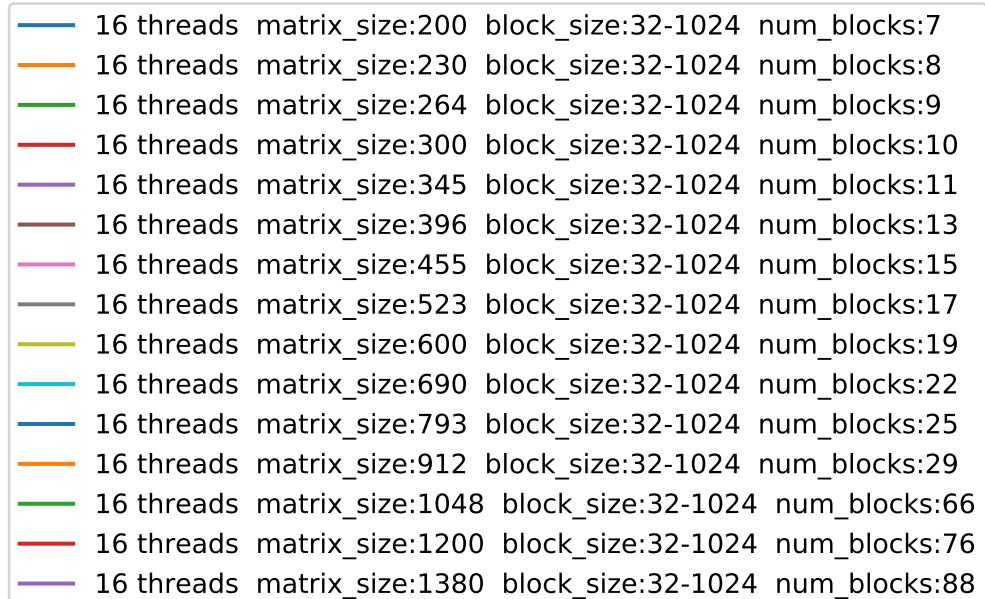 16 threads  matrix_size:200  block_size:32-1024  num_blocks:7
16 threads  matrix_size:230  block_size:32-1024  num_blocks:8
16 threads  matrix_size:264  block_size:32-1024  num_blocks:9
16 threads  matrix_size:300  block_size:32-1024  num_blocks:10
16 threads  matrix_size:345  block_size:32-1024  num_blocks:11
16 threads  matrix_size:396  block_size:32-1024  num_blocks:13
16 threads  matrix_size:455  block_size:32-1024  num_blocks:15
16 threads  matrix_size:523  block_size:32-1024  num_blocks:17
16 threads  matrix_size:600  block_size:32-1024  num_blocks:19
16 threads  matrix_size:690  block_size:32-1024  num_blocks:22
16 threads  matrix_size:793  block_size:32-1024  num_blocks:25
16 threads  matrix_size:912  block_size:32-1024  num_blocks:29
16 threads  matrix_size:1048  block_size:32-1024  num_blocks:66
16 threads  matrix_size:1200  block_size:32-1024  num_blocks:76
16 threads  matrix_size:1380  block_size:32-1024  num_blocks:88